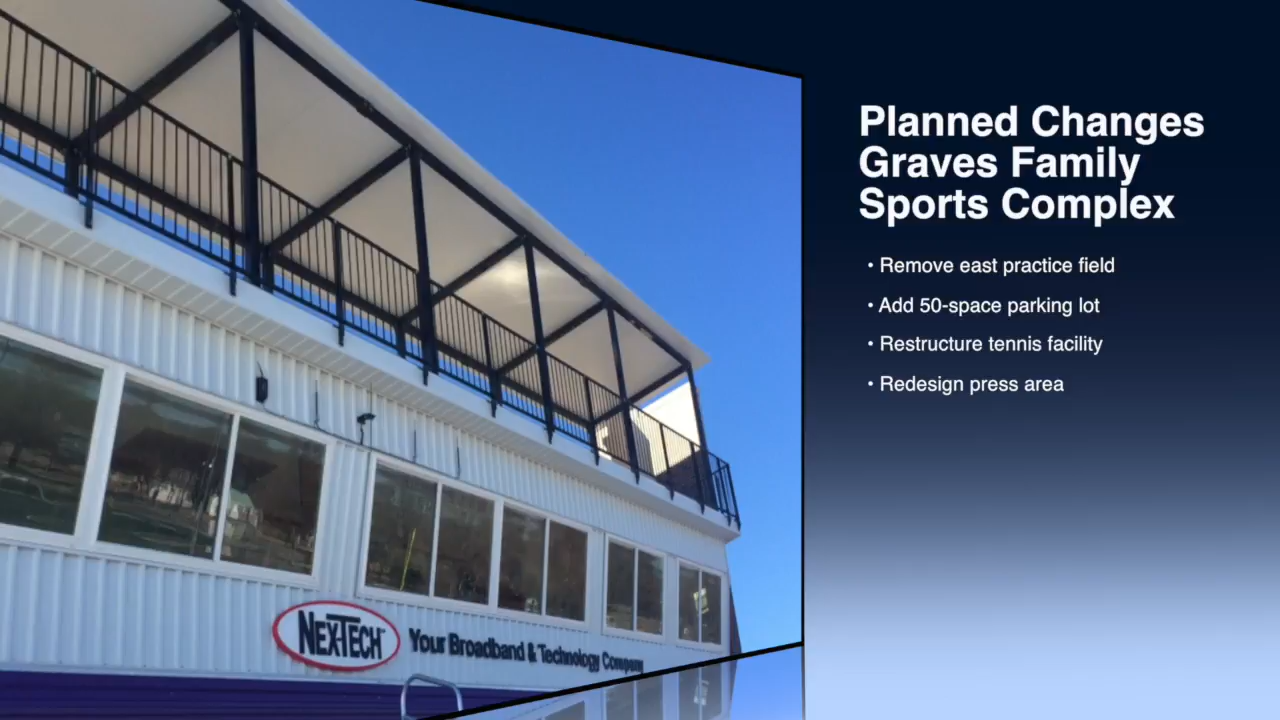 Planned Changes
Graves Family
Sports Complex
• Remove east practice field
• Add 50-space parking lot
• Restructure tennis facility
• Redesign press area
NEX-TECH
Your Broadband & Technology Company